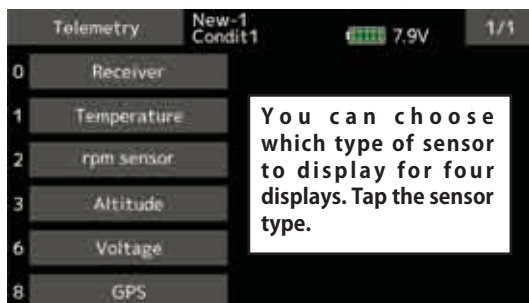 Telemetry New-1 7.9V 1/1
Condit1
0 Receiver
1 Temperature
2 rpm sensor
3 Altitude
6 Voltage
8 GPS
You can choose
which type of sensor
to display for four
displays. Tap the sensor
type.